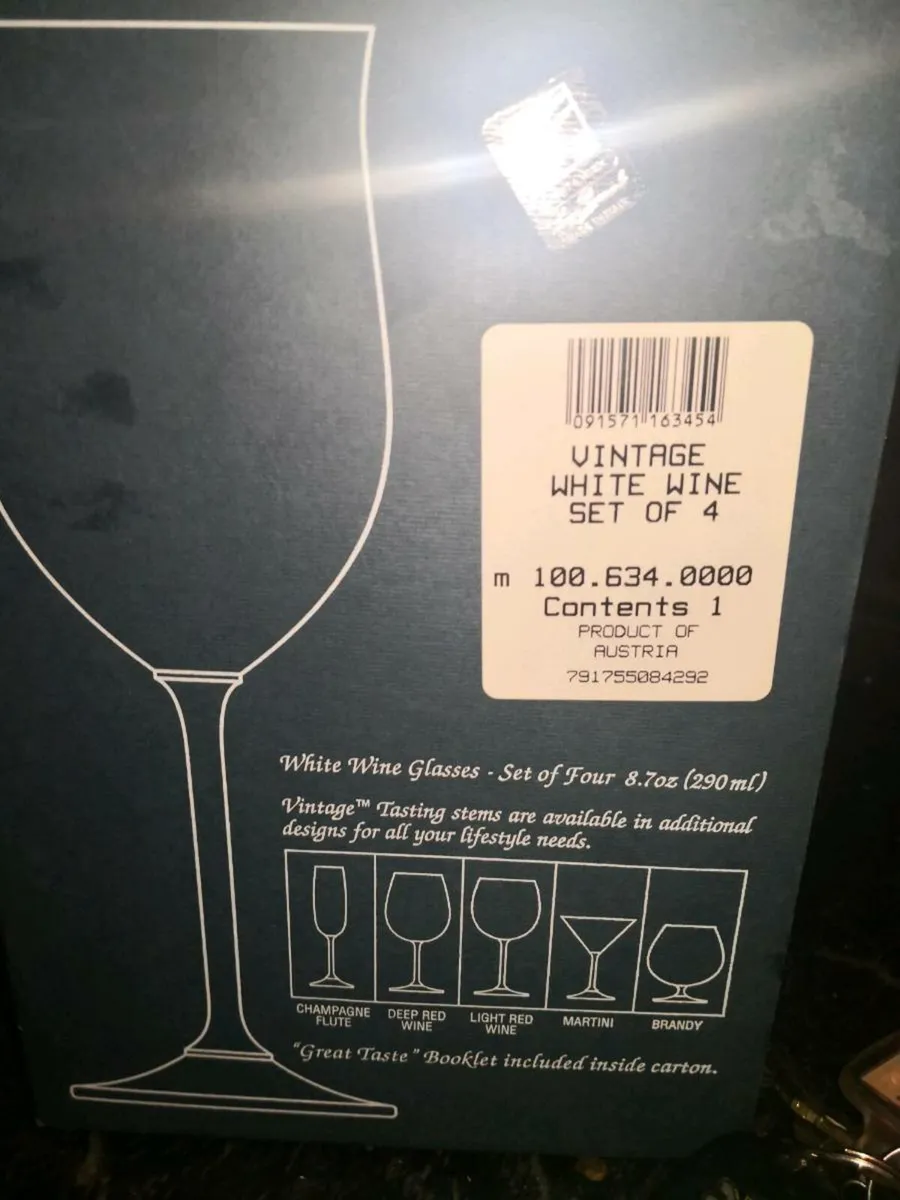 091571 163454
VINTAGE
WHITE WINE
SET OF 4
m 100.634.0000
Contents 1
PRODUCT OF
AUSTRIA
791755084292
White Wine Glasses - Set of Four 8.7oz (290ml)
Vintage™ Tasting stems are available in additional
designs for all your lifestyle needs.
CHAMPAGNE
FLUTE
DEEP RED
WINE
LIGHT RED
WINE
MARTINI
BRANDY
"Great Taste" Booklet included inside carton.